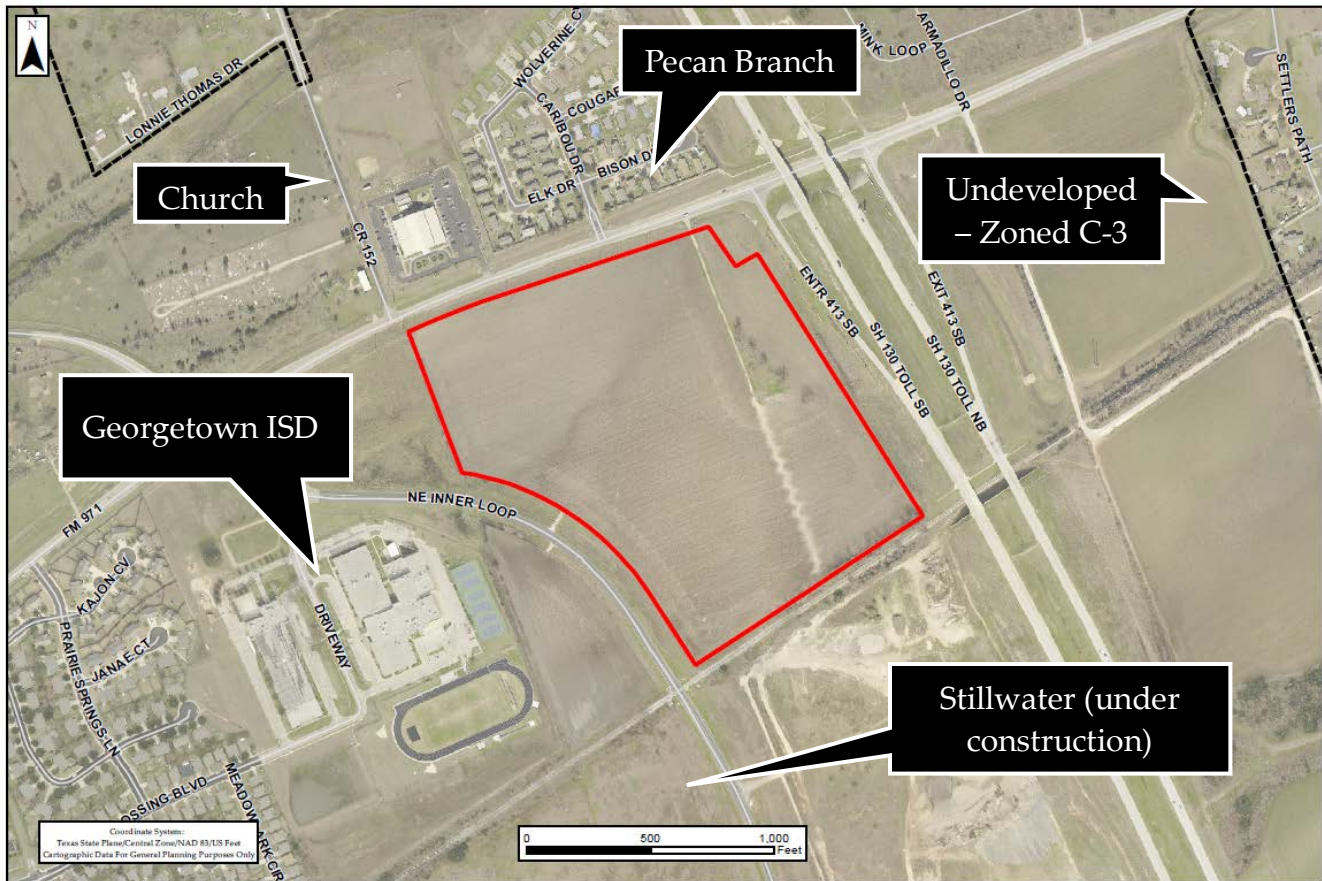 N
LONNIE THOMAS DR
WOLVERINE CV
COUGAR
CARIBOU DR
Pecan Branch
MINK LOOP
ARMADILLO DR
SETTLERS PATH
Church
CR 152
ELK DR
BISON DR
Undeveloped
– Zoned C-3
ENTR 413 SB
EXIT 413 SB
SH 130 TOLL SB
SH 130 TOLL NB
Georgetown ISD
NE INNER LOOP
FM 971
KAJON CV
PRAIRIE SPRINGS LN
JANAE CT
DRIVEWAY
OSSING BLVD
MEADOW
ARK CIR
Stillwater (under
construction)
Coordinate System:
Texas State Plane/Central Zone/NAD 83/US Feet
Cartographic Data For General Planning Purposes Only
0 500 1,000
Feet